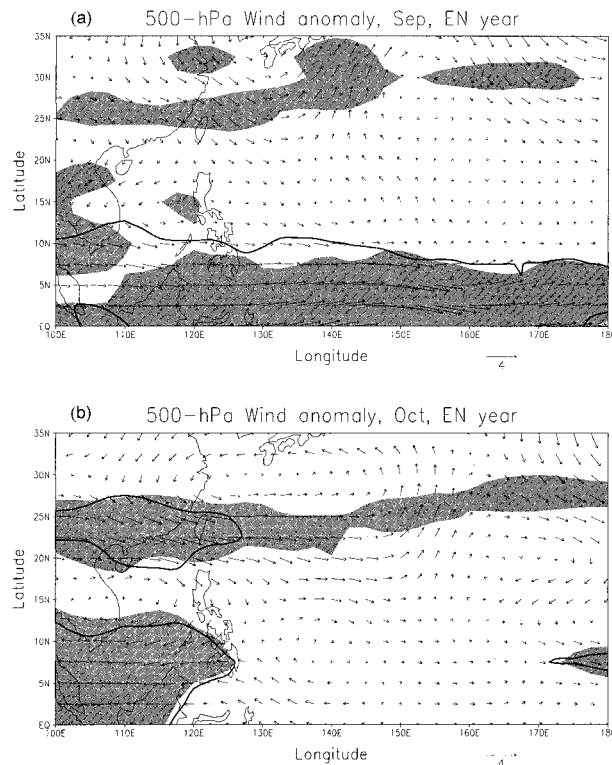 (a) 500-hPa Wind anomaly, Sep, EN year
35N
30N
25N
20N
15N
10N
5N
EQ
Latitude
100E 110E 120E 130E 140E 150E 160E 170E 180
Longitude
4
(b) 500-hPa Wind anomaly, Oct, EN year
35N
30N
25N
20N
15N
10N
5N
EQ
Latitude
100E 110E 120E 130E 140E 150E 160E 170E 180
Longitude
4